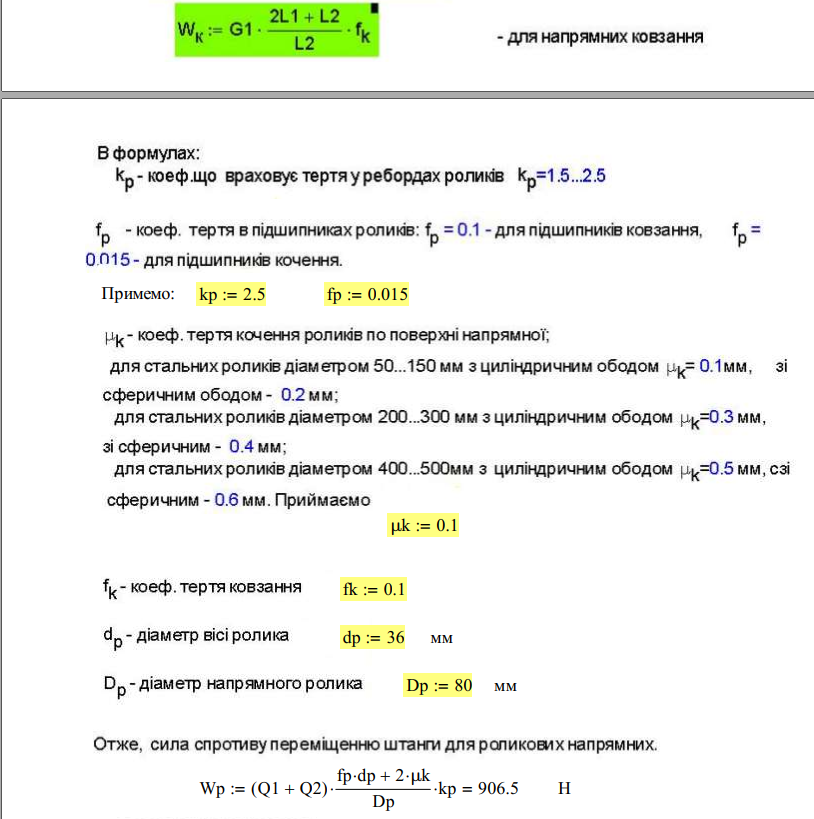 Wк := G1 · (2L1 + L2)/L2 · fk - для напрямних ковзання
В формулах:
kp - коеф.що враховує тертя у ребордах роликів kp=1.5...2.5
fp - коеф. тертя в підшипниках роликів: fp = 0.1 - для підшипників ковзання, fp =
0.015 - для підшипників кочення.
Примемо: kp := 2.5 fp := 0.015
μk - коеф. тертя кочення роликів по поверхні напрямної;
для стальних роликів діаметром 50...150 мм з циліндричним ободом μk= 0.1мм, зі
сферичним ободом - 0.2 мм;
для стальних роликів діаметром 200...300 мм з циліндричним ободом μk=0.3 мм,
зі сферичним - 0.4 мм;
для стальних роликів діаметром 400...500мм з циліндричним ободом μk=0.5 мм, сзі
сферичним - 0.6 мм. Приймаємо
μk := 0.1
fk - коеф. тертя ковзання fk := 0.1
dp - діаметр вісі ролика dp := 36 мм
Dp - діаметр напрямного ролика Dp := 80 мм
Отже, сила спротиву переміщенню штанги для роликових напрямних.
Wp := (Q1 + Q2)·(fp·dp + 2·μk)/Dp·kp = 906.5 Н